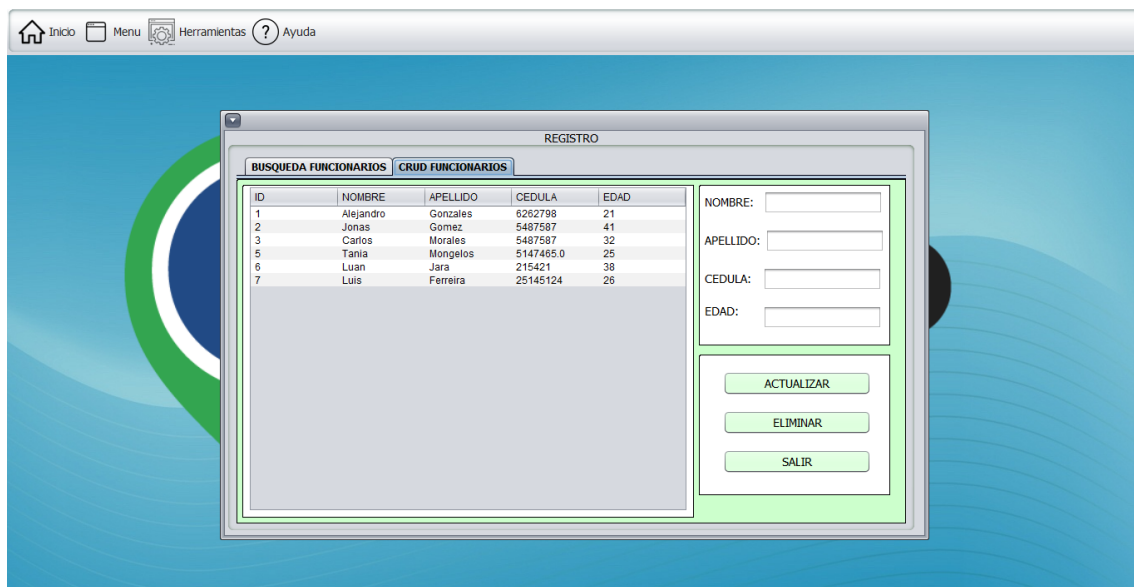 Inicio Menu Herramientas ? Ayuda
REGISTRO
BUSQUEDA FUNCIONARIOS CRUD FUNCIONARIOS
ID NOMBRE APELLIDO CEDULA EDAD
1 Alejandro Gonzales 6262798 21
2 Jonas Gomez 5487587 41
3 Carlos Morales 5487587 32
5 Tania Mongelos 5147465.0 25
6 Luan Jara 215421 38
7 Luis Ferreira 25145124 26
NOMBRE:
APELLIDO:
CEDULA:
EDAD:
ACTUALIZAR
ELIMINAR
SALIR